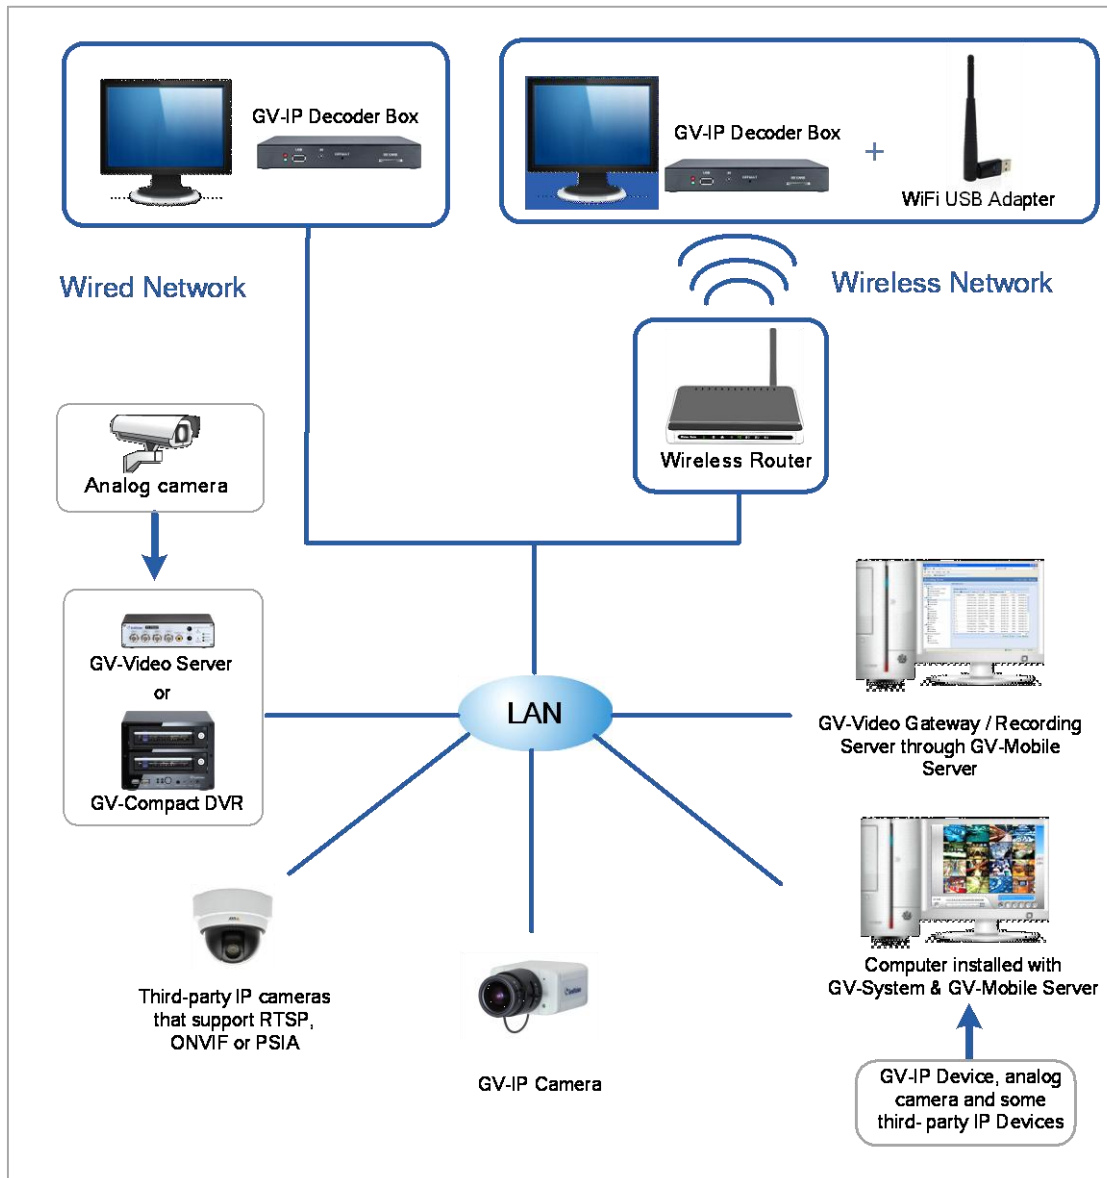 GV-IP Decoder Box
GV-IP Decoder Box
+
WiFi USB Adapter
Wired Network
Wireless Network
Wireless Router
Analog camera
GV-Video Server
or
GV-Compact DVR
LAN
GV-Video Gateway / Recording
Server through GV-Mobile
Server
Third-party IP cameras
that support RTSP,
ONVIF or PSIA
GV-IP Camera
Computer installed with
GV-System & GV-Mobile Server
GV-IP Device, analog
camera and some
third- party IP Devices